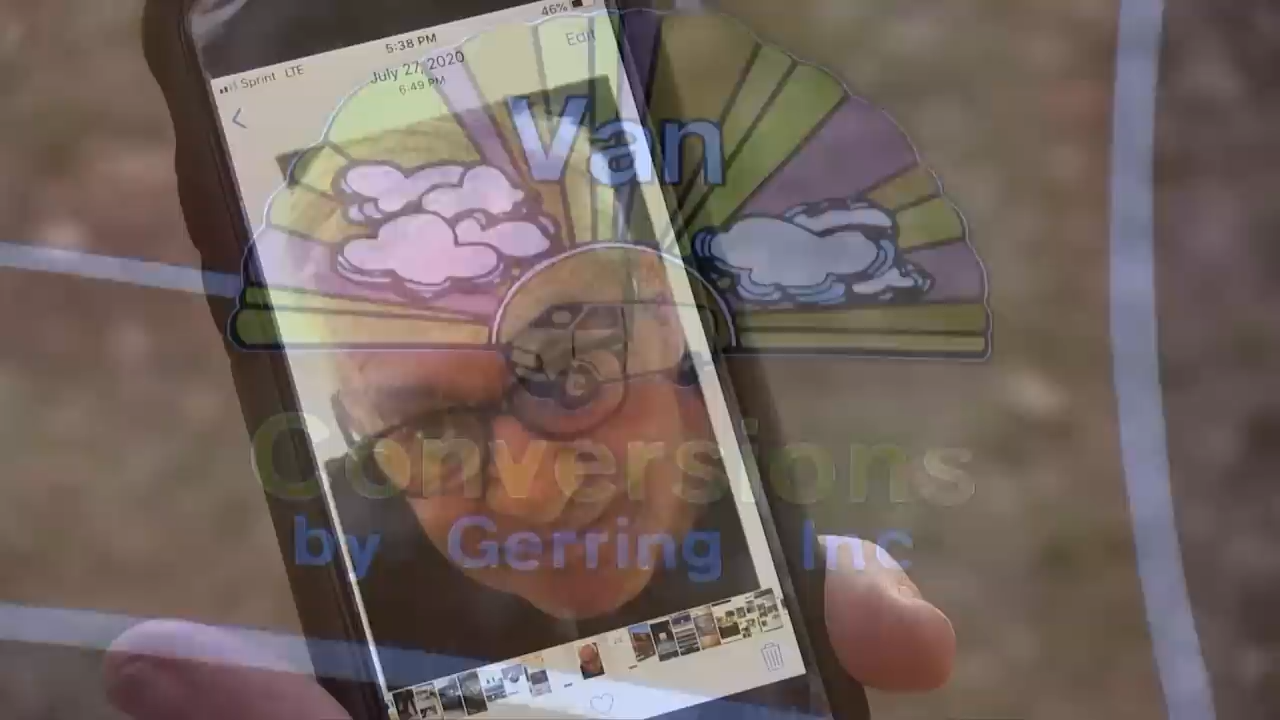 46%
5:38 PM
Sprint LTE
Edit
July 27, 2020
6:49 PM
Van
Conversions
by Gerring Inc